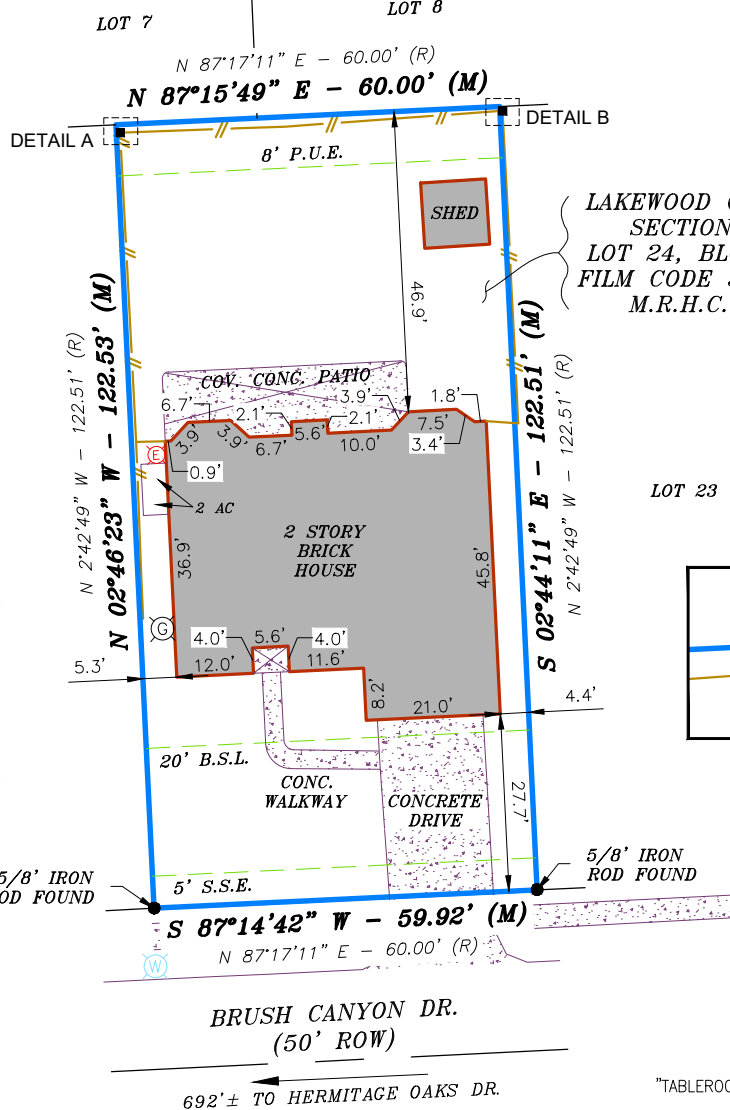 LOT 7
LOT 8
N 87°17'11" E - 60.00' (R)
N 87°15'49" E - 60.00' (M)
DETAIL A
DETAIL B
8' P.U.E.
SHED
LAKEWOOD
SECTION
LOT 24,
FILM CODE
M.R.H.C.
46.9'
N 2°42'49" W - 122.51' (R)
N 02°46'23" W - 122.53' (M)
S 02°44'11" E - 122.51' (M)
N 2°42'49" W - 122.51' (R)
COV. CONC. PATIO
6.7'
3.9'
3.9'
6.7'
2.1'
5.6'
2.1'
10.0'
3.9'
7.5'
1.8'
3.4'
E
0.9'
2 AC
LOT 23
2 STORY
BRICK
HOUSE
36.9'
45.8'
G
4.0'
5.6'
4.0'
5.3'
12.0'
11.6'
8.2'
21.0'
4.4'
20' B.S.L.
CONC.
WALKWAY
CONCRETE
DRIVE
27.7'
5/8' IRON
ROD FOUND
5' S.S.E.
5/8' IRON
ROD FOUND
S 87°14'42" W - 59.92' (M)
N 87°17'11" E - 60.00' (R)
W
BRUSH CANYON DR.
(50' ROW)
692'± TO HERMITAGE OAKS DR.